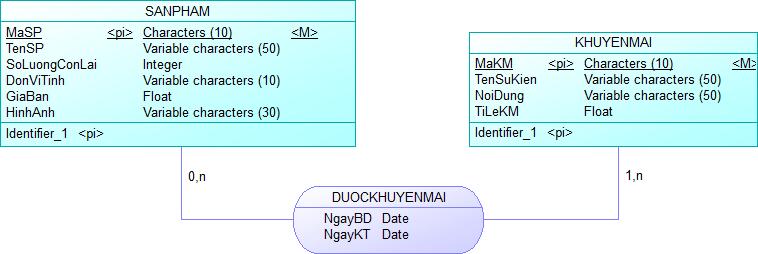 SANPHAM
MaSP <pi> Characters (10) <M>
TenSP Variable characters (50)
SoLuongConLai Integer
DonViTinh Variable characters (10)
GiaBan Float
HinhAnh Variable characters (30)
Identifier_1 <pi>
KHUYENMAI
MaKM <pi> Characters (10) <M>
TenSuKien Variable characters (50)
NoiDung Variable characters (50)
TiLeKM Float
Identifier_1 <pi>
0,n
1,n
DUOCKHUYENMAI
NgayBD Date
NgayKT Date